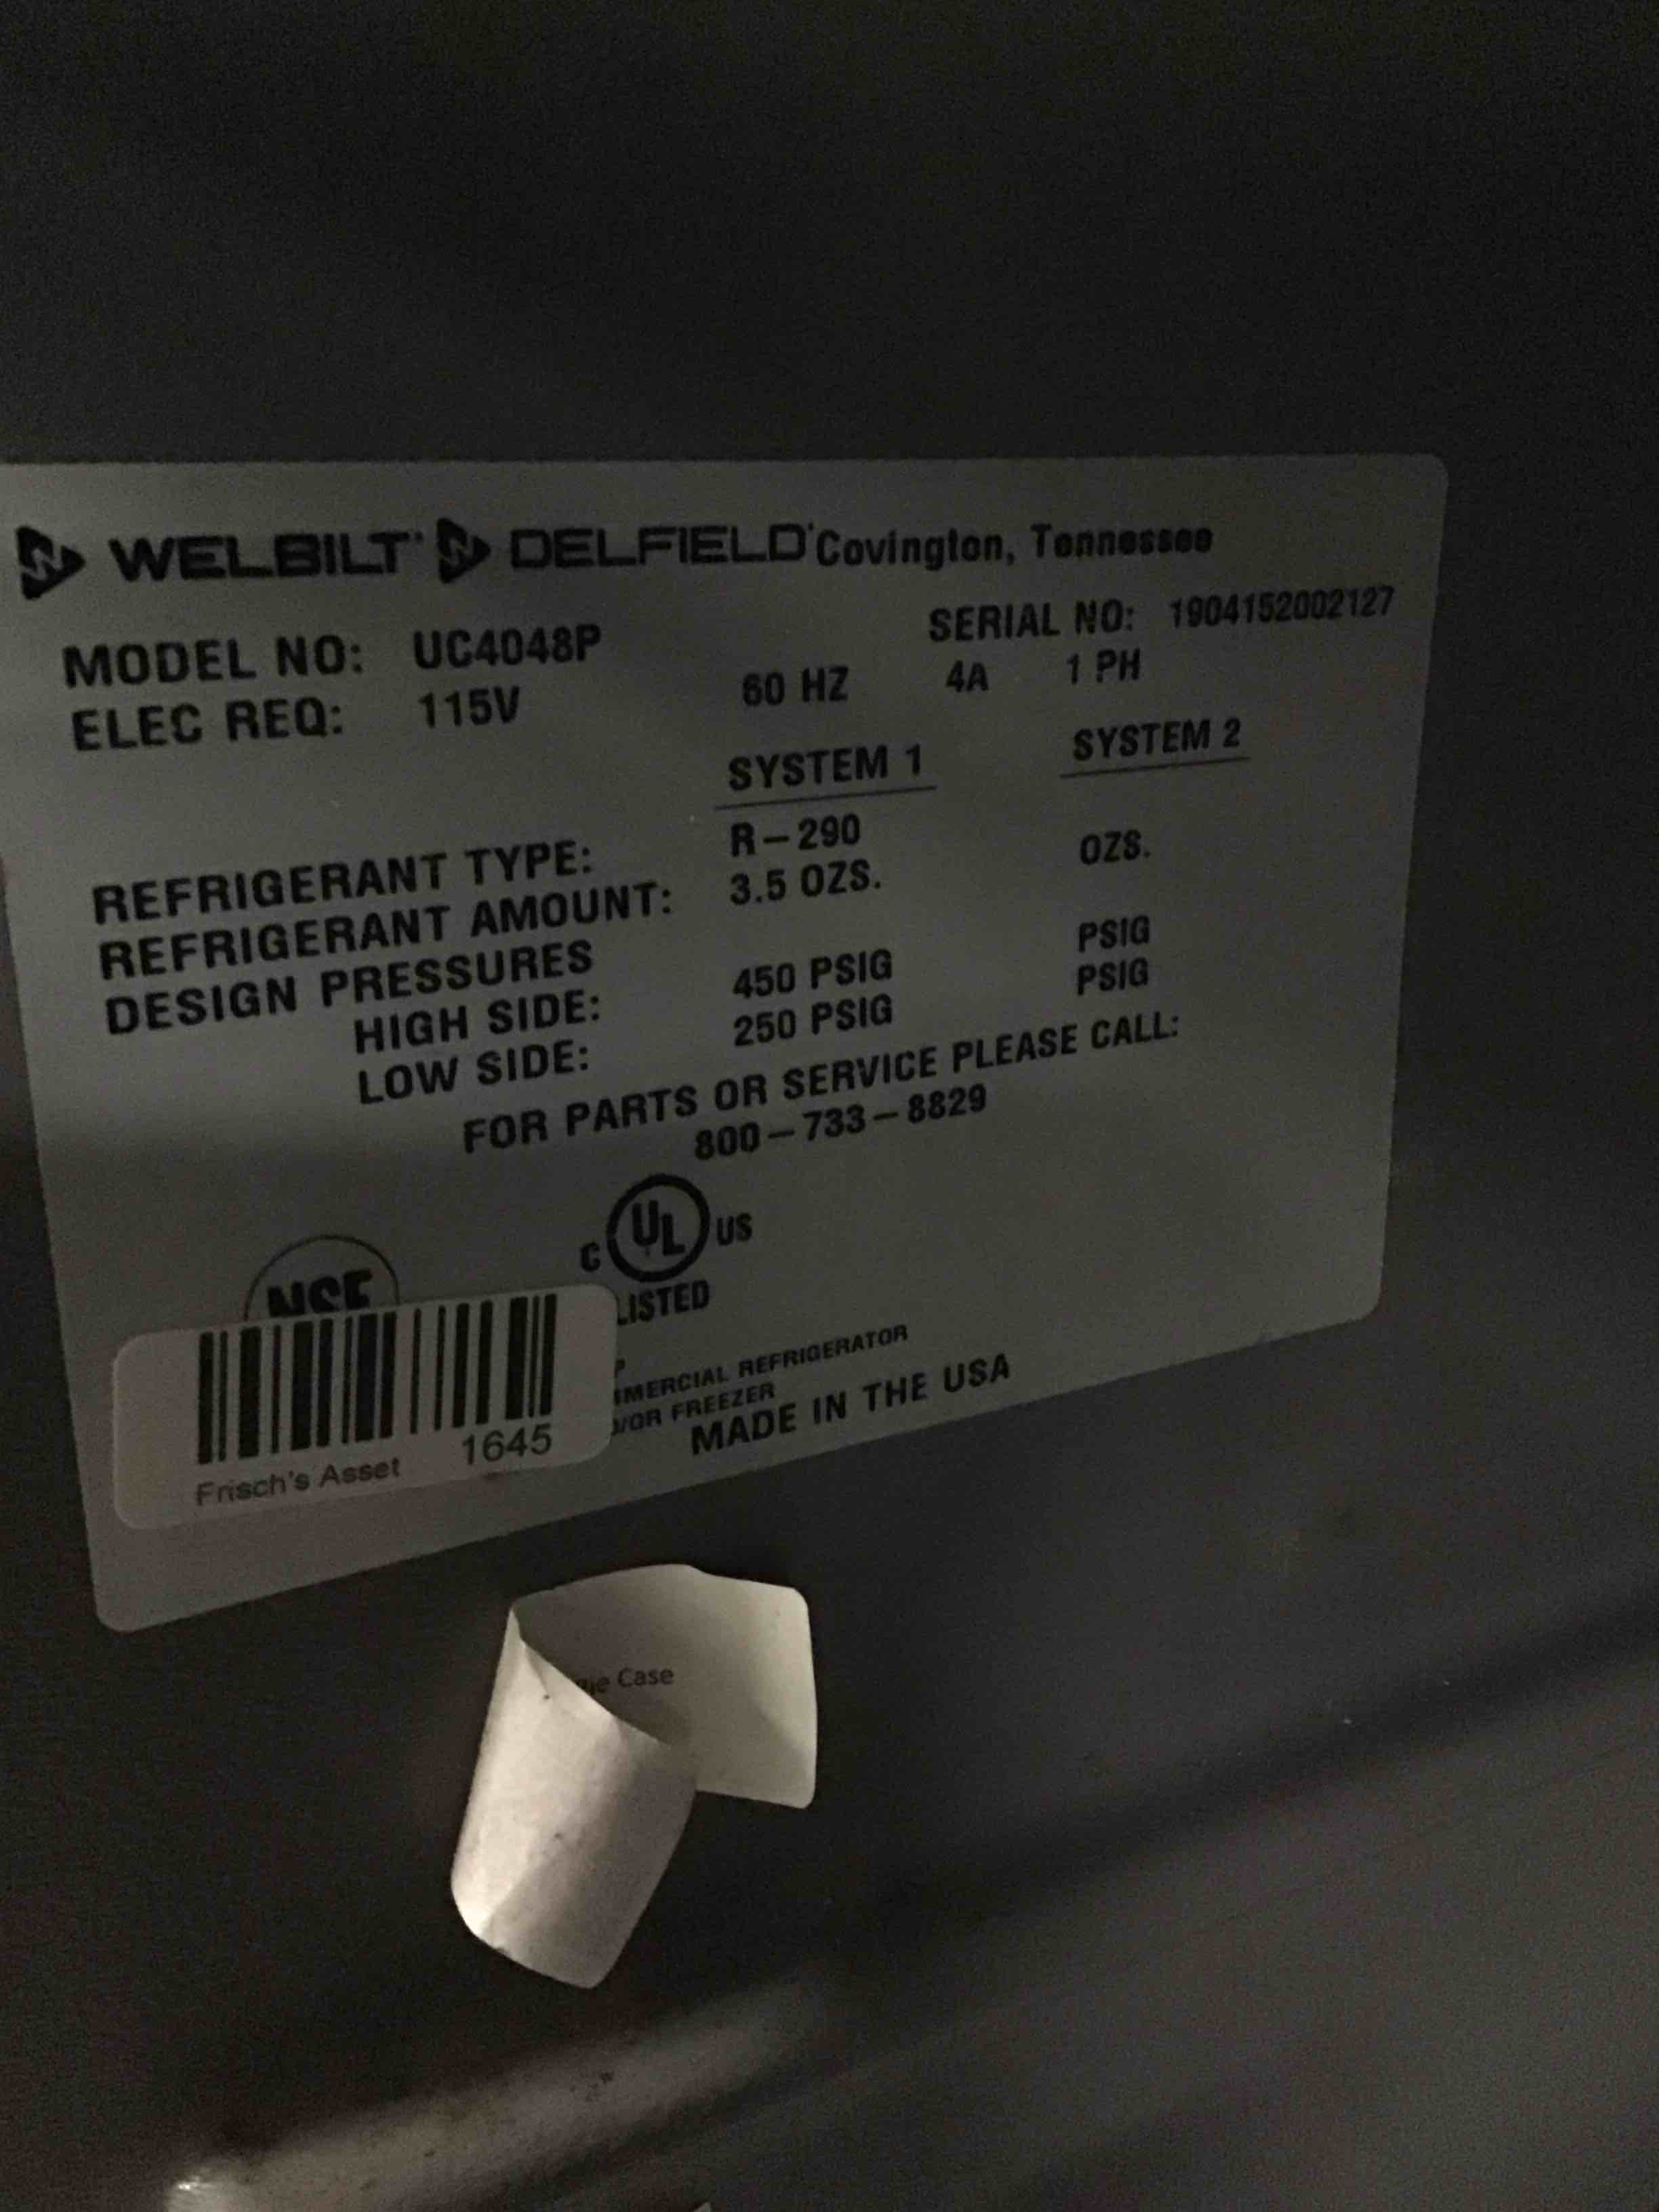 WELBILT DELFIELD Covington, Tennessee
MODEL NO: UC4048P SERIAL NO: 1904152002127
ELEC REQ: 115V 60 HZ 4A 1 PH
SYSTEM 1 SYSTEM 2
REFRIGERANT TYPE: R-290
REFRIGERANT AMOUNT: 3.5 OZS. OZS.
DESIGN PRESSURES
HIGH SIDE: 450 PSIG PSIG
LOW SIDE: 250 PSIG PSIG
FOR PARTS OR SERVICE PLEASE CALL:
800-733-8829
NSF
C UL US
LISTED
MERCIAL REFRIGERATOR
/OR FREEZER
MADE IN THE USA
1645
Frisch's Asset
Case